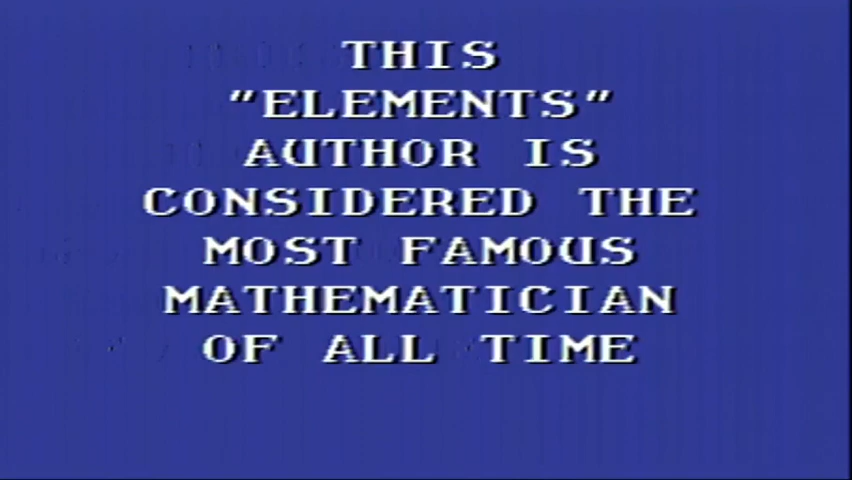 THIS
"ELEMENTS"
AUTHOR IS
CONSIDERED THE
MOST FAMOUS
MATHEMATICIAN
OF ALL TIME